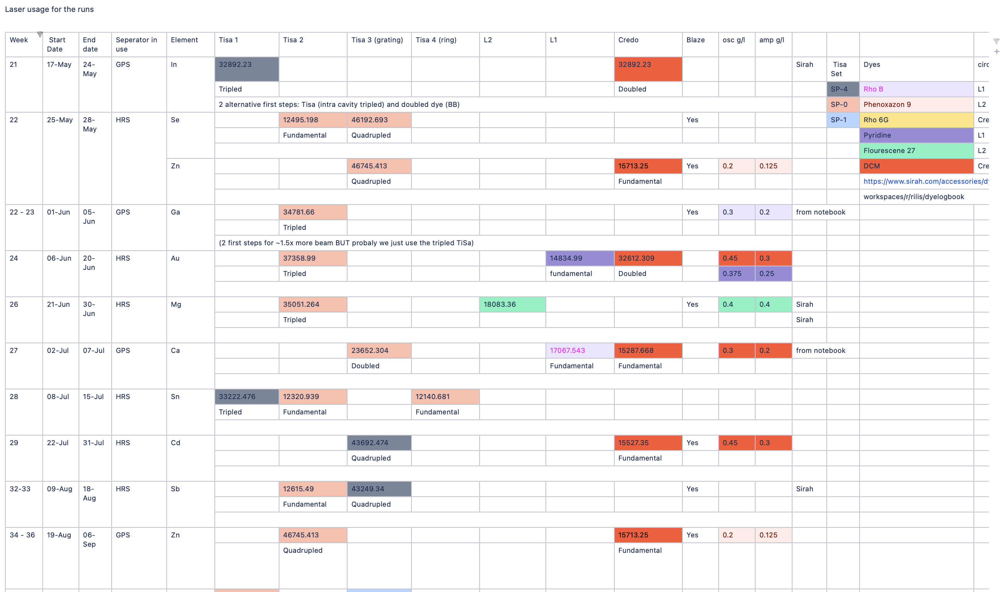 Laser usage for the runs
Week Start Date End date Seperator in use Element Tisa 1 Tisa 2 Tisa 3 (grating) Tisa 4 (ring) L2 L1 Credo Blaze osc g/l amp g/l
21 17-May 24-May GPS In 32892.23 32892.23 Sirah Tisa Set Dyes circ
Tripled Doubled SP-4 Rho B L1
2 alternative first steps: Tisa (intra cavity tripled) and doubled dye (BB) SP-0 Phenoxazon 9 L2
22 25-May 28-May HRS Se 12495.198 46192.693 Yes SP-1 Rho 6G Cre
Fundamental Quadrupled Pyridine L1
Flourescene 27 L2
Zn 46745.413 15713.25 Yes 0.2 0.125 DCM Cre
Quadrupled Fundamental https://www.sirah.com/accessories/dy
workspaces/r/rilis/dyelogbook
22 - 23 01-Jun 05-Jun GPS Ga 34781.66 Yes 0.3 0.2 from notebook
Tripled
(2 first steps for ~1.5x more beam BUT probaly we just use the tripled TiSa)
24 06-Jun 20-Jun HRS Au 37358.99 14834.99 32612.309 0.45 0.3
Tripled fundamental Doubled 0.375 0.25
26 21-Jun 30-Jun HRS Mg 35051.264 18083.36 Yes 0.4 0.4 Sirah
Tripled Sirah
27 02-Jul 07-Jul GPS Ca 23652.304 17067.543 15287.668 0.3 0.2 from notebook
Doubled Fundamental Fundamental
28 08-Jul 15-Jul HRS Sn 33222.476 12320.939 12140.681
Tripled Fundamental Fundamental
29 22-Jul 31-Jul HRS Cd 43692.474 15527.35 Yes 0.45 0.3
Quadrupled Fundamental
32-33 09-Aug 18-Aug HRS Sb 12615.49 43249.34 Yes Sirah
Fundamental Quadrupled
34 - 36 19-Aug 06-Sep GPS Zn 46745.413 15713.25 Yes 0.2 0.125
Quadrupled Fundamental